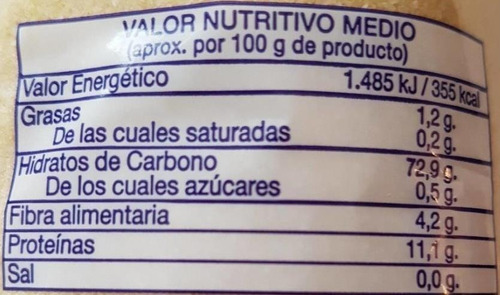 VALOR NUTRITIVO MEDIO
(aprox. por 100 g de producto)
Valor Energético 1.485 kJ / 355 kcal
Grasas 1,2 g.
De las cuales saturadas 0,2 g.
Hidratos de Carbono 72,9 g.
De los cuales azúcares 0,5 g.
Fibra alimentaria 4,2 g.
Proteínas 11,1 g.
Sal 0,0 g.